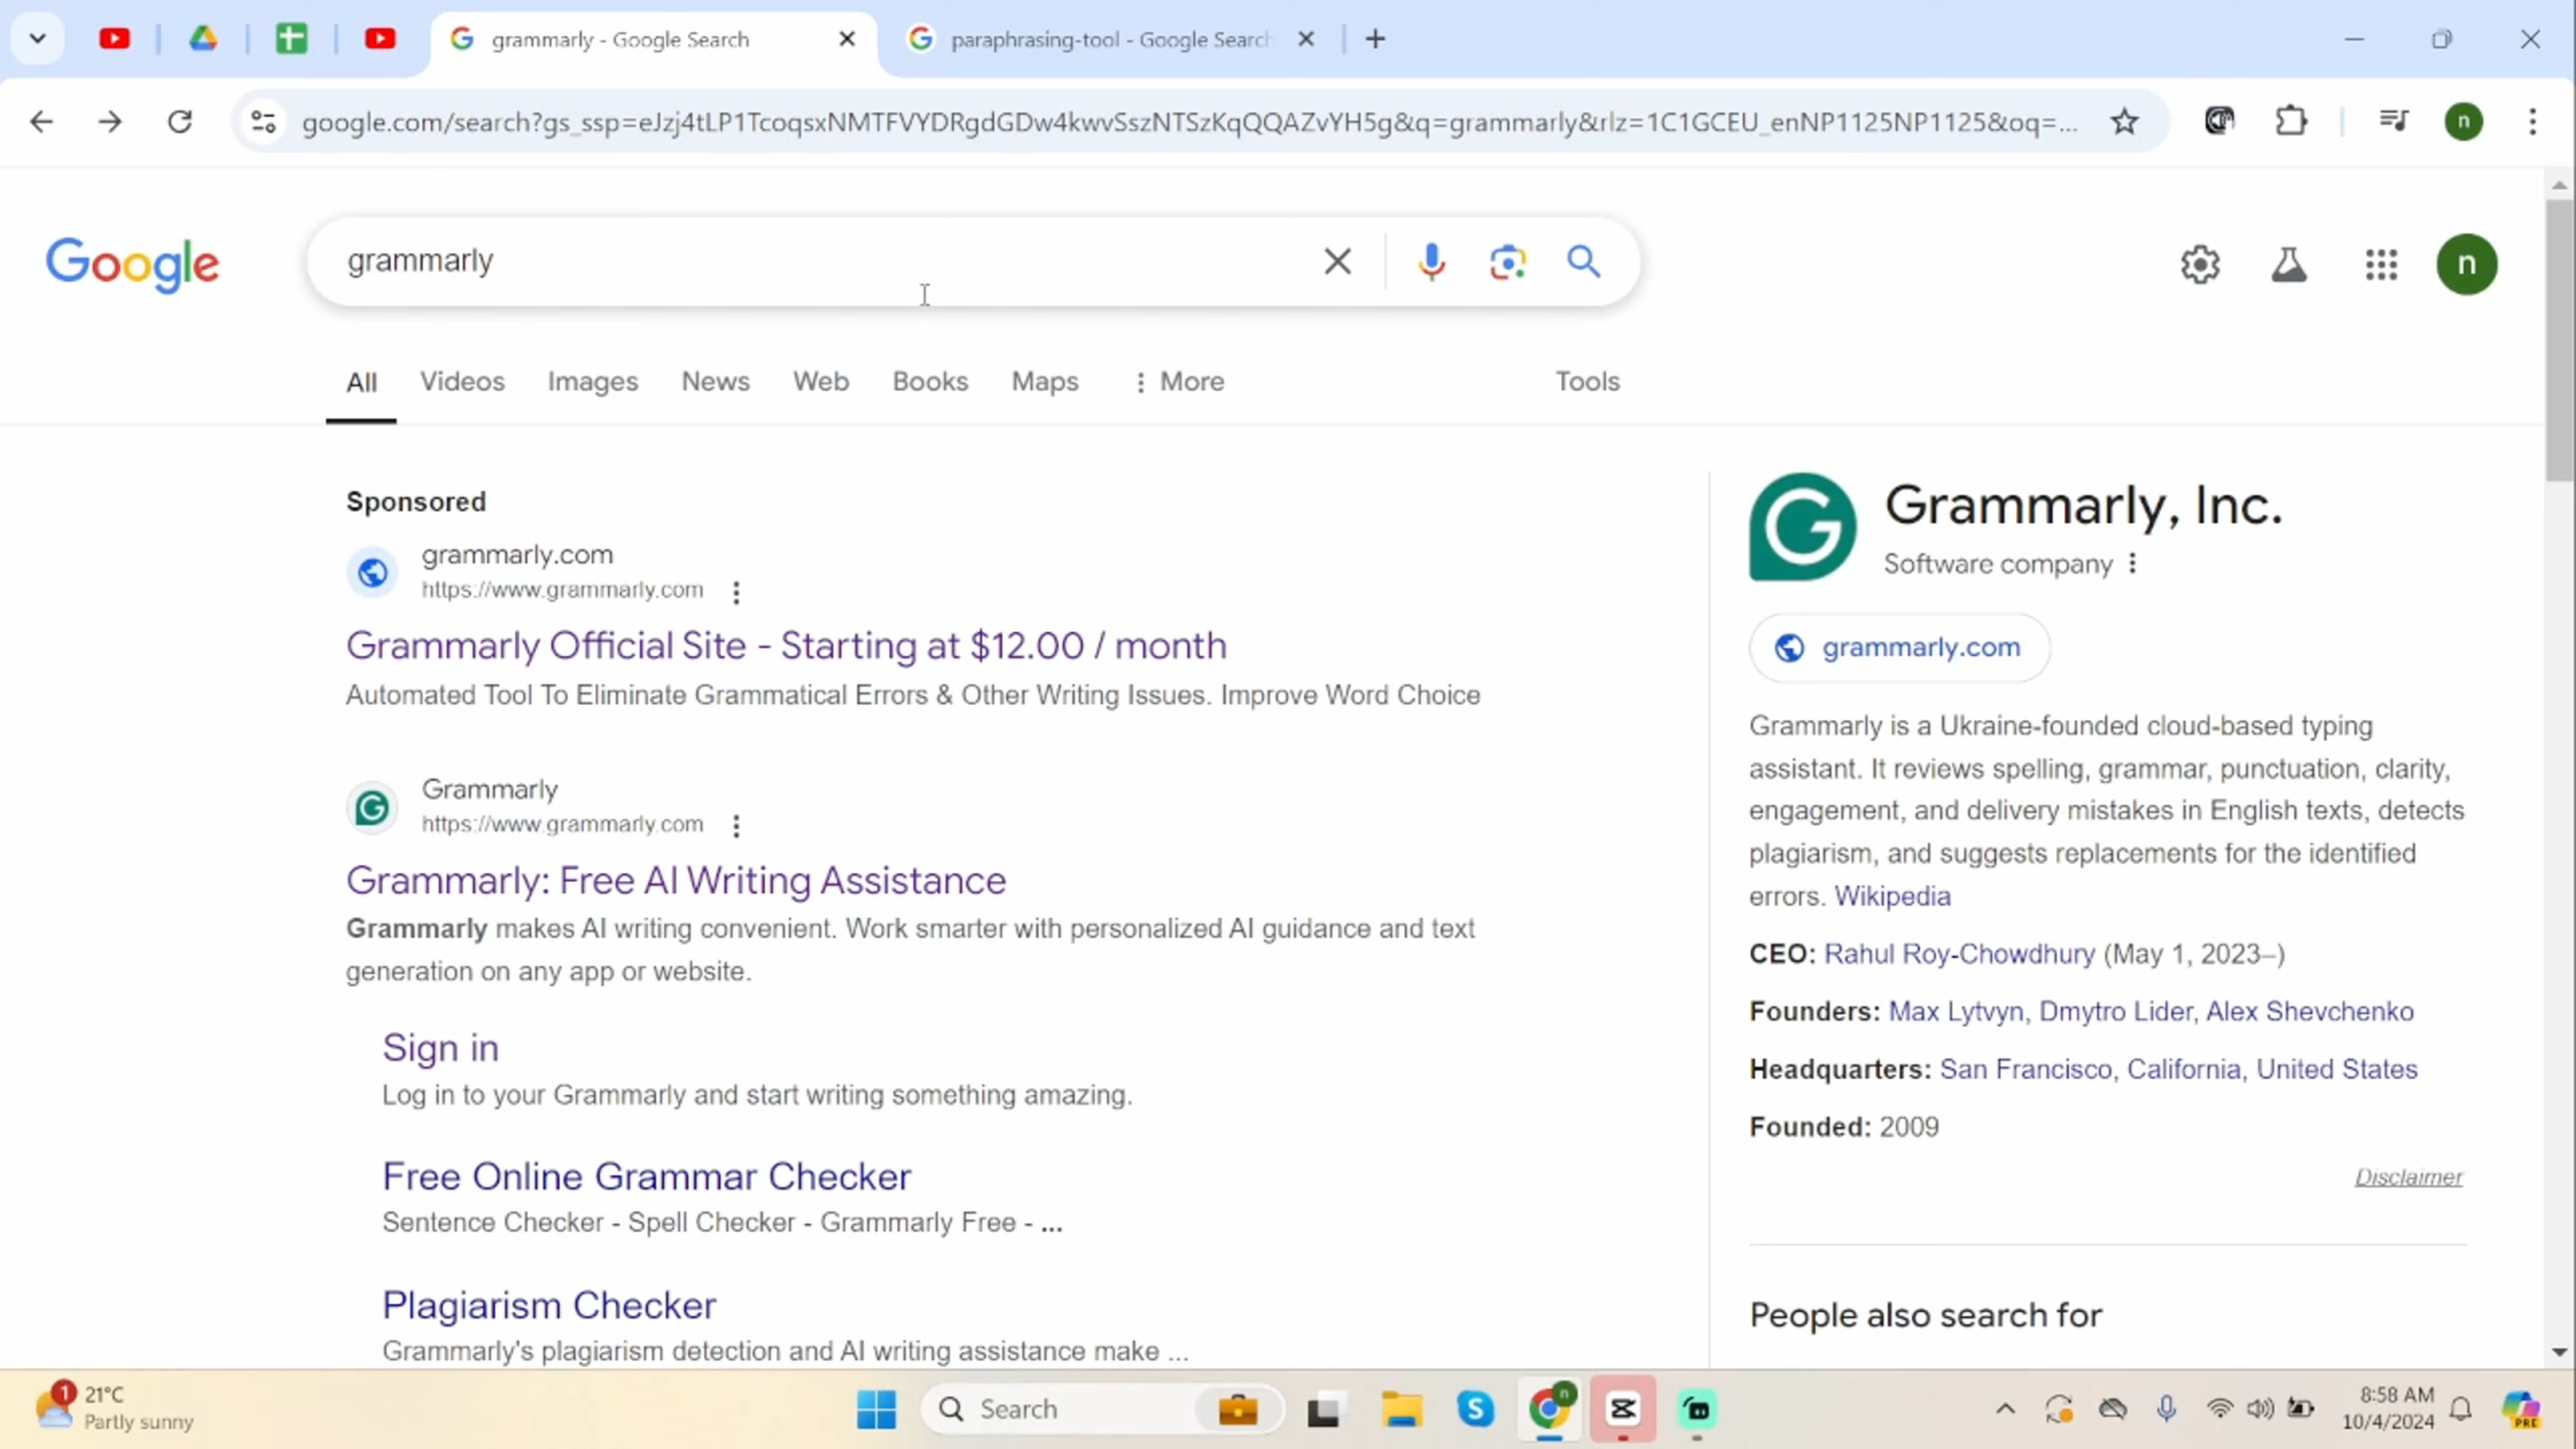 grammarly - Google Search
paraphrasing-tool - Google Search
google.com/search?gs_ssp=eJzj4tLP1TcoqsxNMTFVYDRgdGDw4kwvSszNTSzKqQQAZvYH5g&q=grammarly&rlz=1C1GCEU_enNP1125NP1125&oq=...
n
Google
grammarly
n
All
Videos
Images
News
Web
Books
Maps
More
Tools
Sponsored
grammarly.com
https://www.grammarly.com
Grammarly Official Site - Starting at $12.00 / month
Automated Tool To Eliminate Grammatical Errors & Other Writing Issues. Improve Word Choice
Grammarly
https://www.grammarly.com
Grammarly: Free AI Writing Assistance
Grammarly makes AI writing convenient. Work smarter with personalized AI guidance and text
generation on any app or website.
Sign in
Log in to your Grammarly and start writing something amazing.
Free Online Grammar Checker
Sentence Checker - Spell Checker - Grammarly Free - ...
Plagiarism Checker
Grammarly's plagiarism detection and AI writing assistance make ...
Grammarly, Inc.
Software company
grammarly.com
Grammarly is a Ukraine-founded cloud-based typing
assistant. It reviews spelling, grammar, punctuation, clarity,
engagement, and delivery mistakes in English texts, detects
plagiarism, and suggests replacements for the identified
errors. Wikipedia
CEO: Rahul Roy-Chowdhury (May 1, 2023–)
Founders: Max Lytvyn, Dmytro Lider, Alex Shevchenko
Headquarters: San Francisco, California, United States
Founded: 2009
Disclaimer
People also search for
1
21°C
Partly sunny
Search
S
n
8:58 AM
10/4/2024
PRE